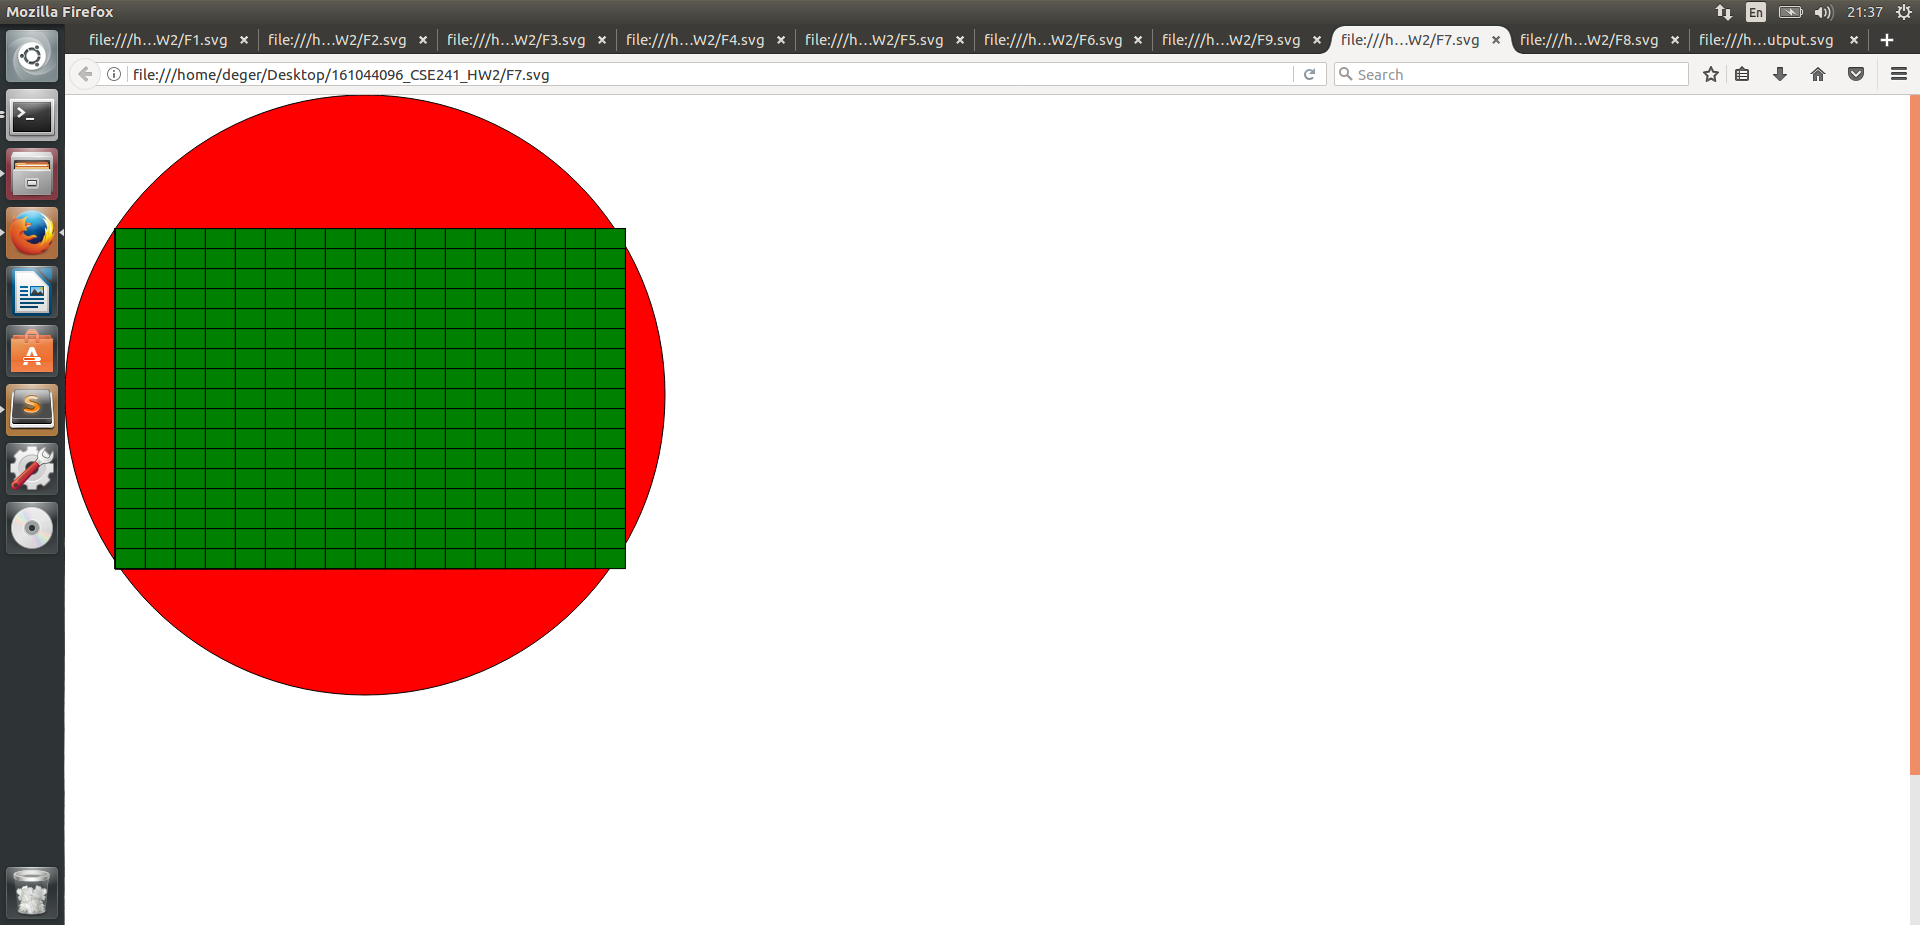 Mozilla Firefox
En
21:37
file:///h...W2/F1.svg
file:///h...W2/F2.svg
file:///h...W2/F3.svg
file:///h...W2/F4.svg
file:///h...W2/F5.svg
file:///h...W2/F6.svg
file:///h...W2/F9.svg
file:///h...W2/F7.svg
file:///h...W2/F8.svg
file:///h...utput.svg
file:///home/deger/Desktop/161044096_CSE241_HW2/F7.svg
Search